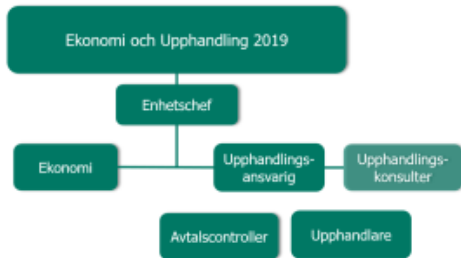 Ekonomi och Upphandling 2019
Enhetschef
Ekonomi
Upphandlings-
ansvarig
Upphandlings-
konsulter
Avtalscontroller
Upphandlare